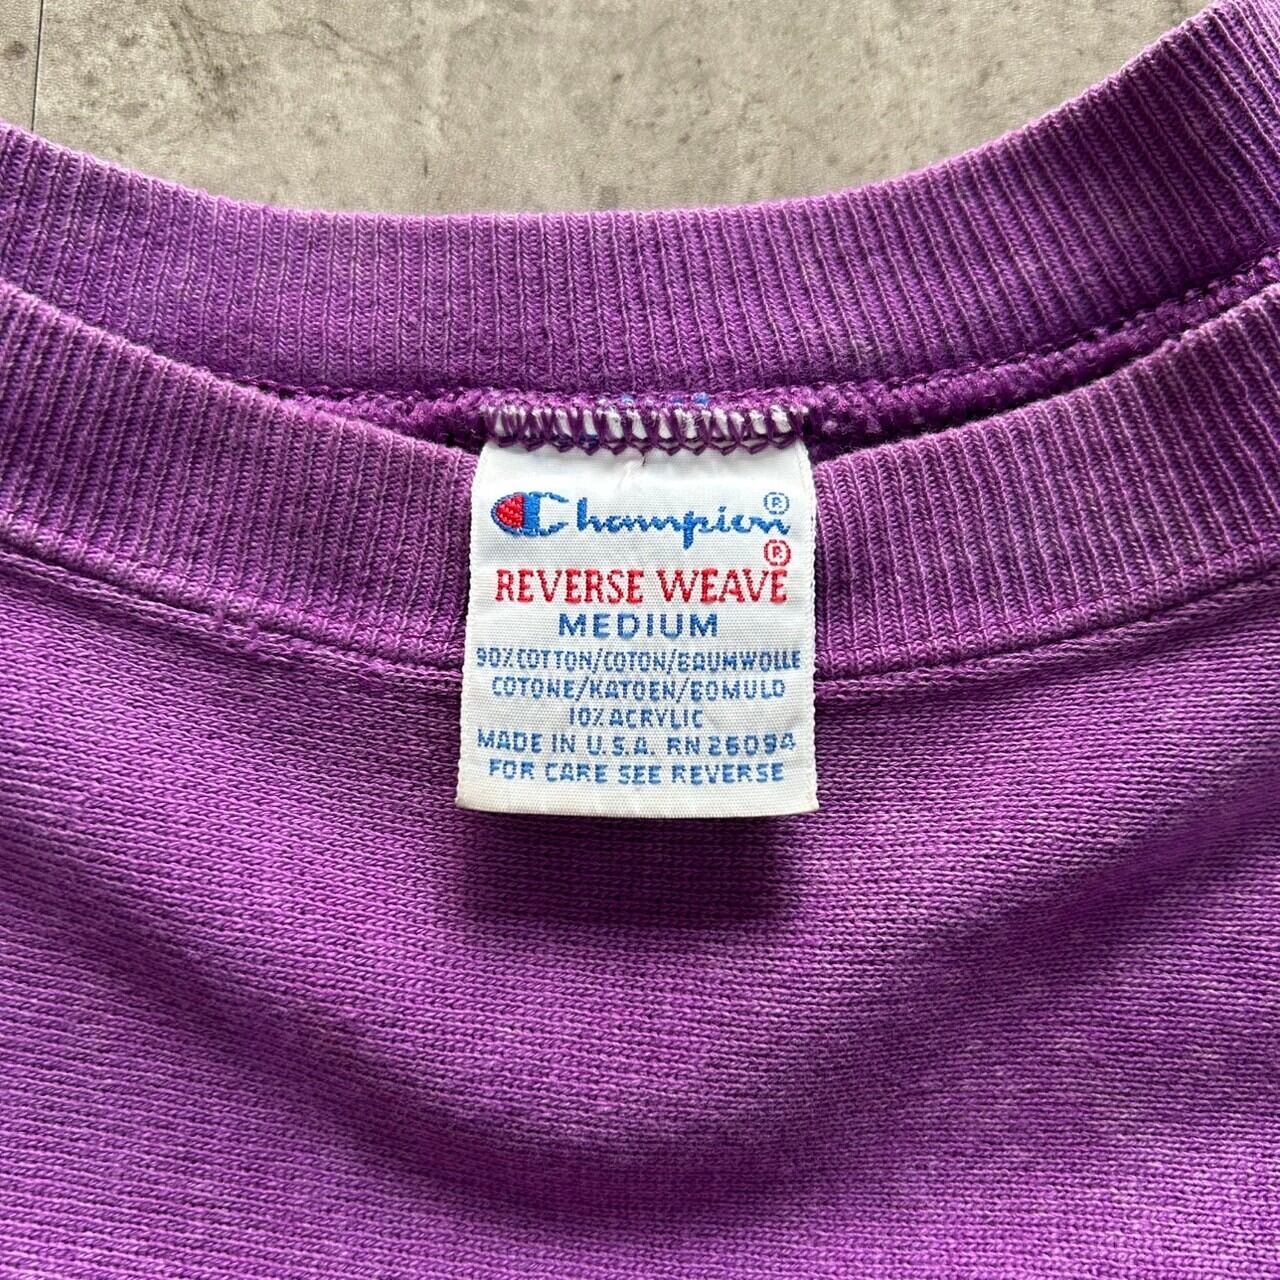 Champion®
REVERSE WEAVE®
MEDIUM
90% COTTON/COTON/BAUMWOLLE
COTONE/KATOEN/BOMULD
10% ACRYLIC
MADE IN U.S.A. RN 26094
FOR CARE SEE REVERSE